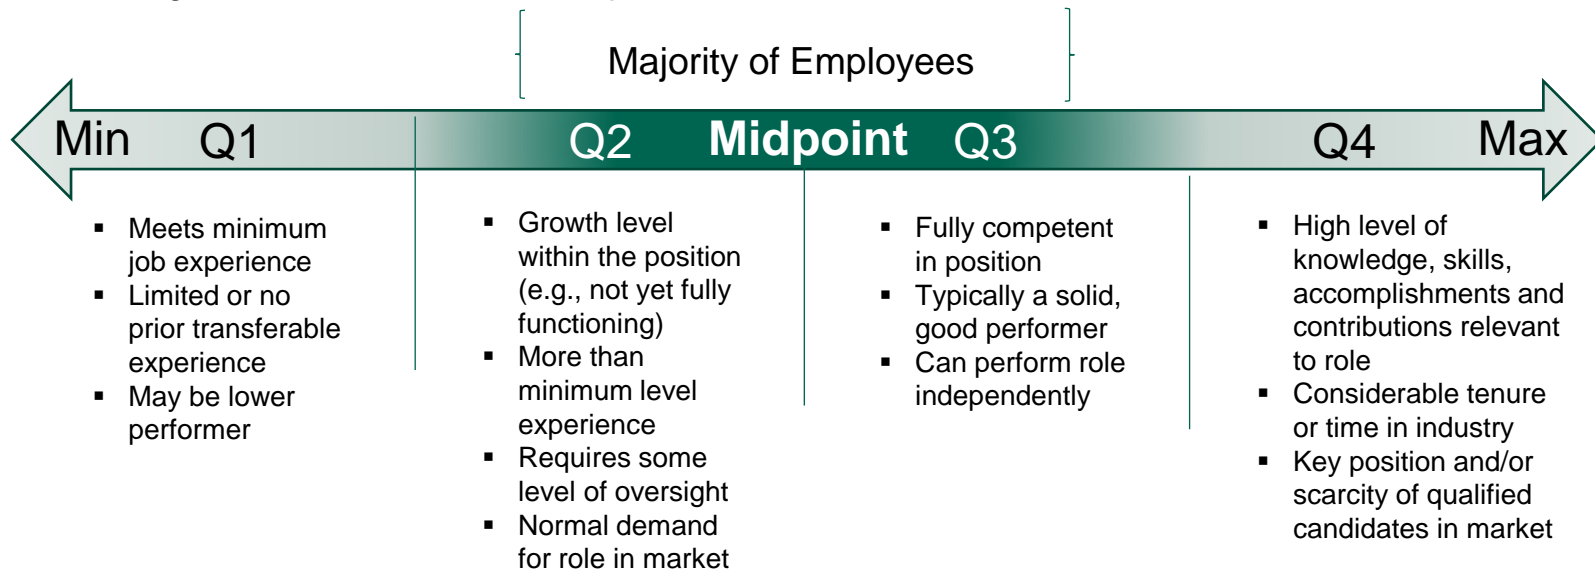 Majority of Employees
Min Q1 Q2 Midpoint Q3 Q4 Max
▪ Meets minimum
job experience
▪ Limited or no
prior transferable
experience
▪ May be lower
performer
▪ Growth level
within the position
(e.g., not yet fully
functioning)
▪ More than
minimum level
experience
▪ Requires some
level of oversight
▪ Normal demand
for role in market
▪ Fully competent
in position
▪ Typically a solid,
good performer
▪ Can perform role
independently
▪ High level of
knowledge, skills,
accomplishments and
contributions relevant
to role
▪ Considerable tenure
or time in industry
▪ Key position and/or
scarcity of qualified
candidates in market